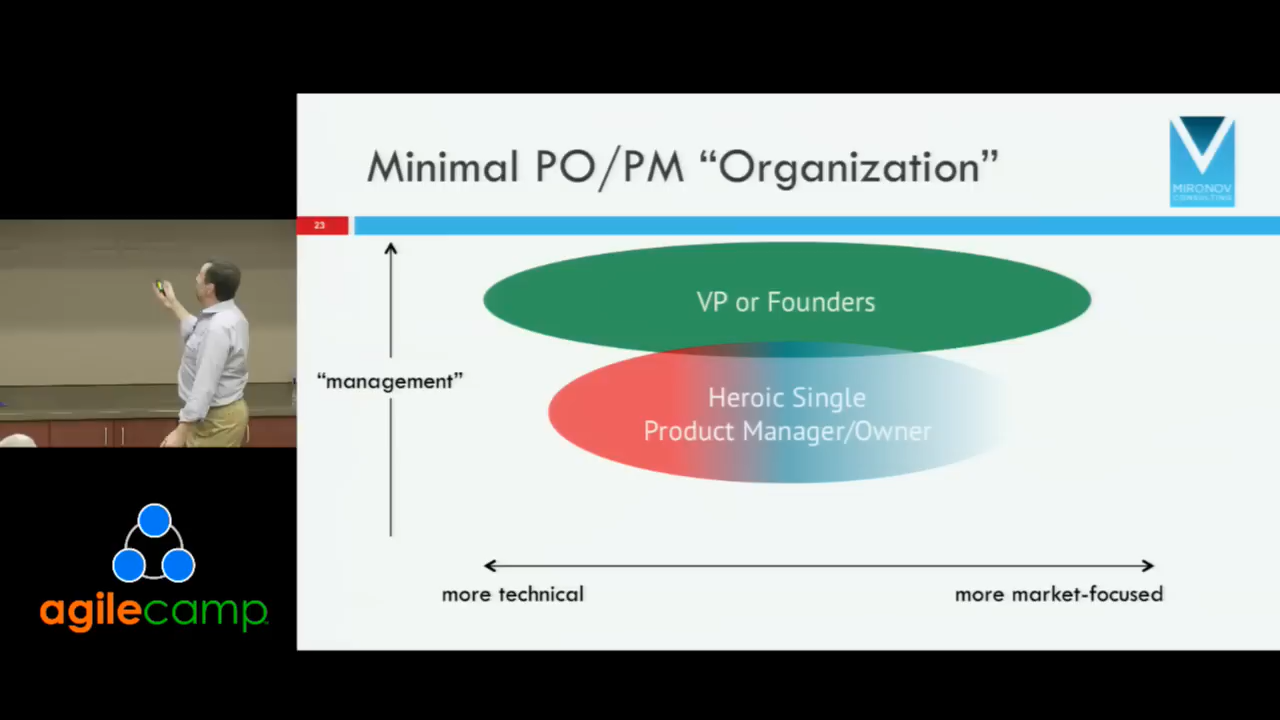 Minimal PO/PM “Organization”
MIRONOV
CONSULTING
23
VP or Founders
“management”
Heroic Single
Product Manager/Owner
more technical
more market-focused
agilecamp